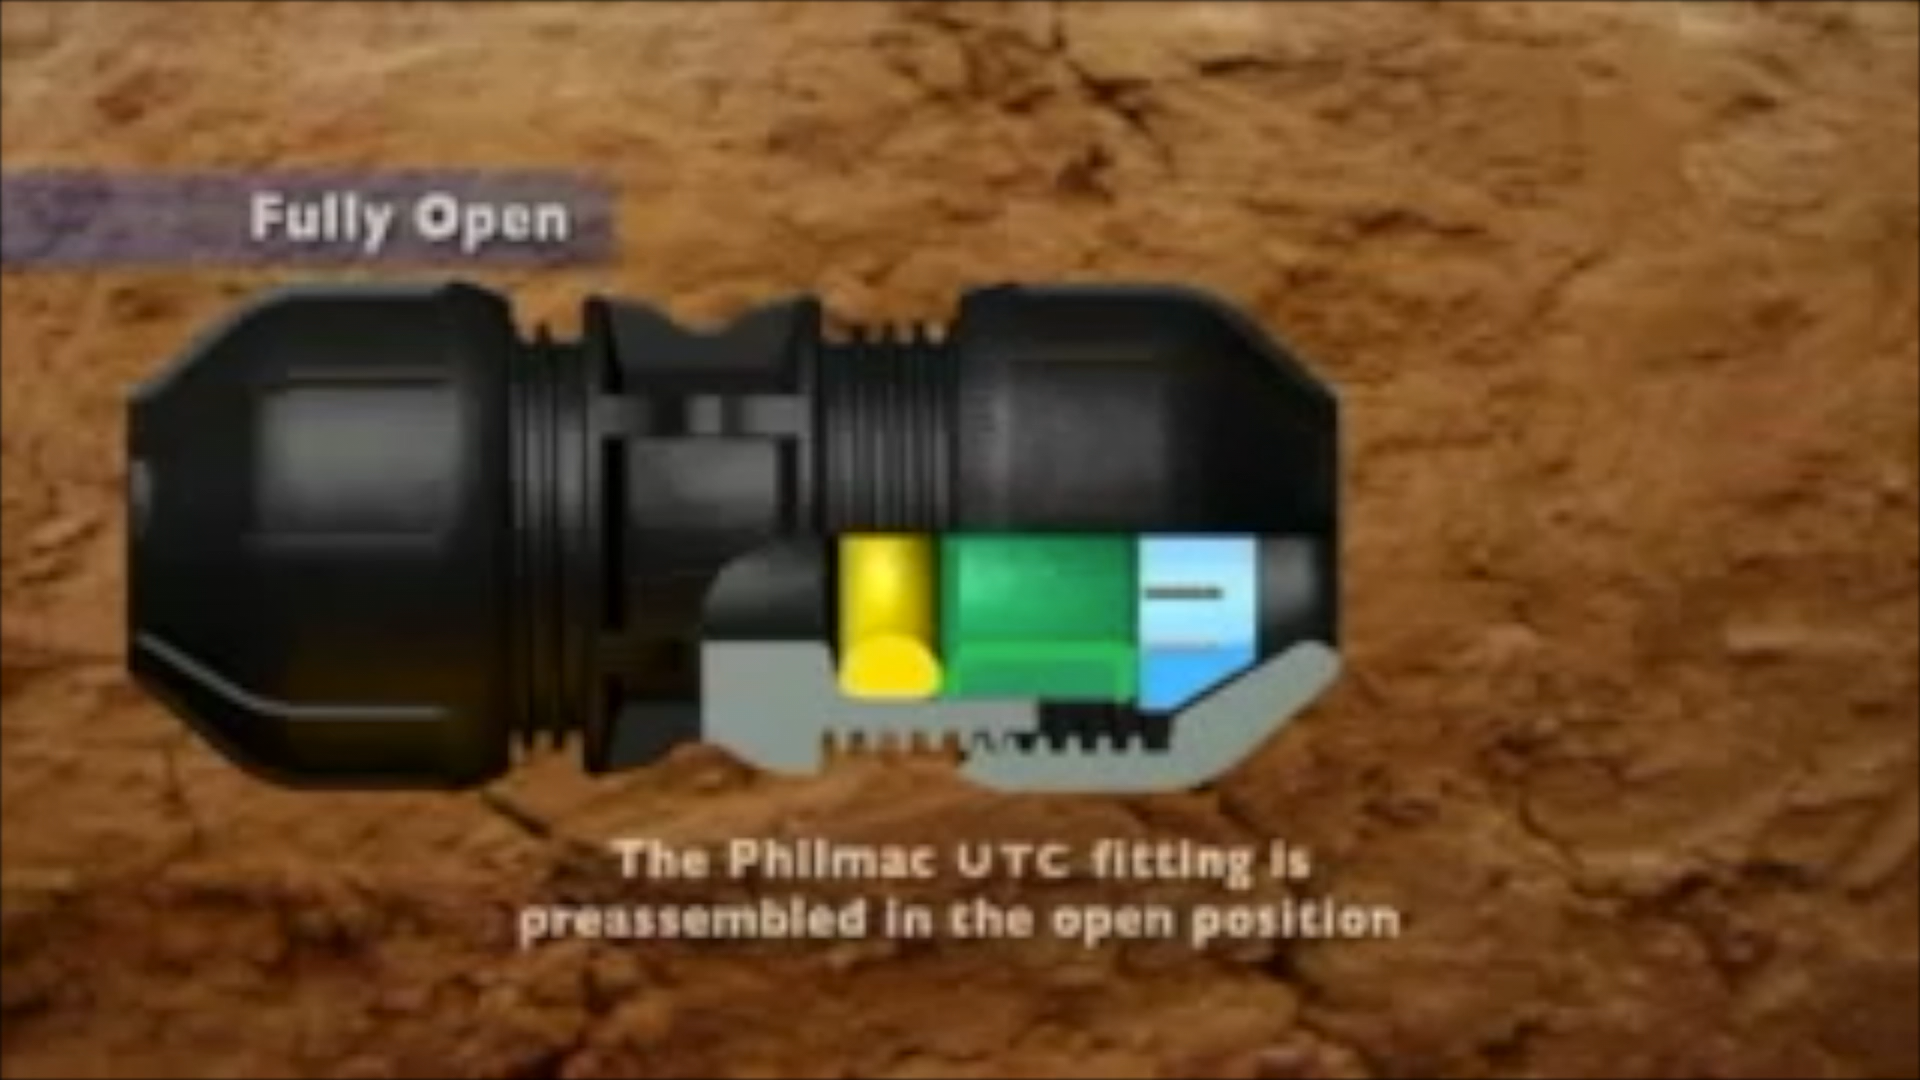 Fully Open
The Philmac UTC fitting is
preassembled in the open position